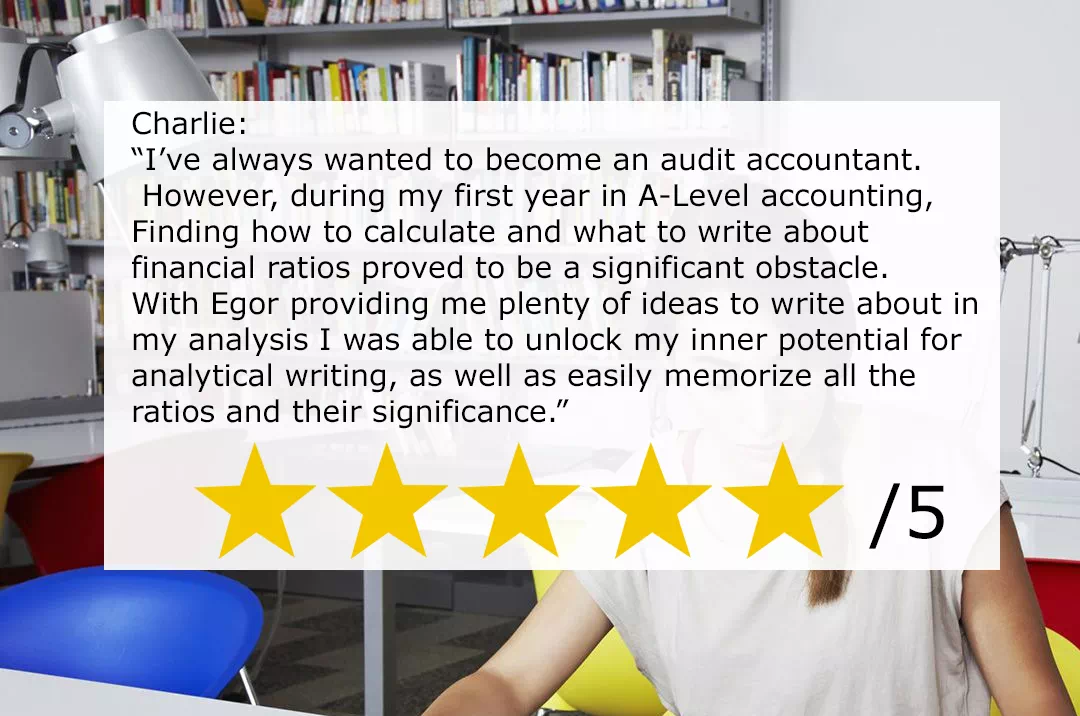 Charlie:
“I’ve always wanted to become an audit accountant.
However, during my first year in A-Level accounting,
Finding how to calculate and what to write about
financial ratios proved to be a significant obstacle.
With Egor providing me plenty of ideas to write about in
my analysis I was able to unlock my inner potential for
analytical writing, as well as easily memorize all the
ratios and their significance.”
/5